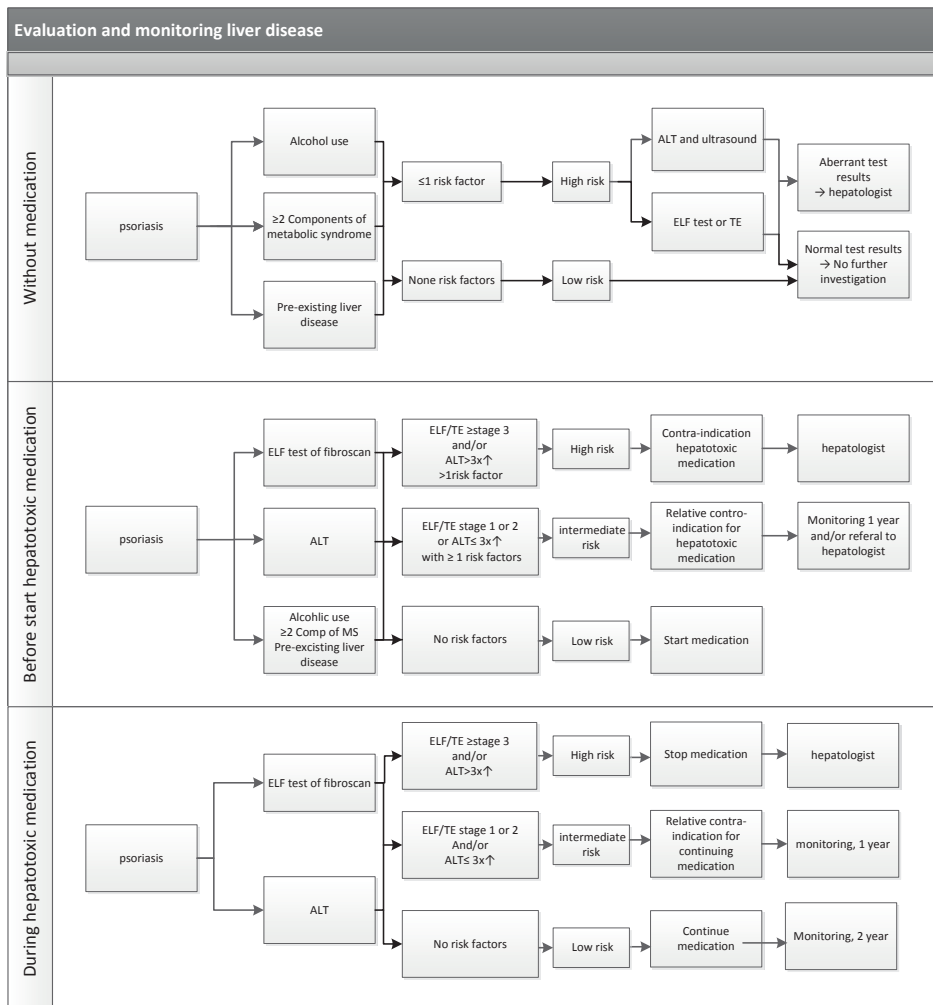 Evaluation and monitoring liver disease
Without medication
psoriasis
Alcohol use
≥2 Components of
metabolic syndrome
Pre-existing liver
disease
≤1 risk factor
None risk factors
High risk
Low risk
ALT and ultrasound
ELF test or TE
Aberrant test
results
→ hepatologist
Normal test results
→ No further
investigation
Before start hepatotoxic medication
psoriasis
ELF test of fibroscan
ALT
Alcohlic use
≥2 Comp of MS
Pre-excisting liver
disease
ELF/TE ≥stage 3
and/or
ALT>3x↑
>1risk factor
High risk
Contra-indication
hepatotoxic
medication
hepatologist
ELF/TE stage 1 or 2
or ALT≤ 3x↑
with ≥ 1 risk factors
intermediate
risk
Relative contro-
indication for
hepatotoxic
medication
Monitoring 1 year
and/or referal to
hepatologist
No risk factors
Low risk
Start medication
During hepatotoxic medication
psoriasis
ELF test of fibroscan
ALT
ELF/TE ≥stage 3
and/or
ALT>3x↑
High risk
Stop medication
hepatologist
ELF/TE stage 1 or 2
And/or
ALT≤ 3x↑
intermediate
risk
Relative contra-
indication for
continuing
medication
monitoring, 1 year
No risk factors
Low risk
Continue
medication
Monitoring, 2 year